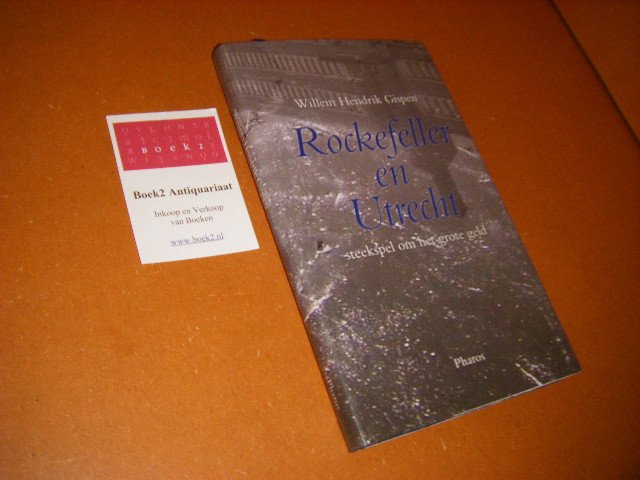 BOEK2
Boek2 Antiquariaat
Inkoop en Verkoop
van Boeken
www.boek2.nl
Willem Hendrik Gispen
Rockefeller
en
Utrecht
steekspel om het grote geld
Pharos